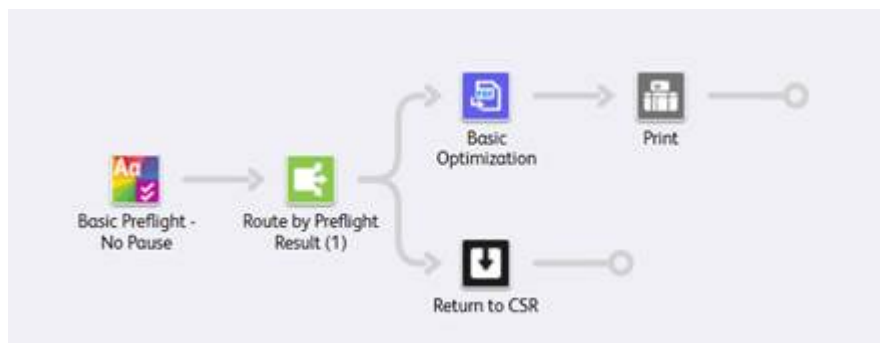 Aa
Basic Preflight -
No Pause
Route by Preflight
Result (1)
Basic
Optimization
Print
Return to CSR